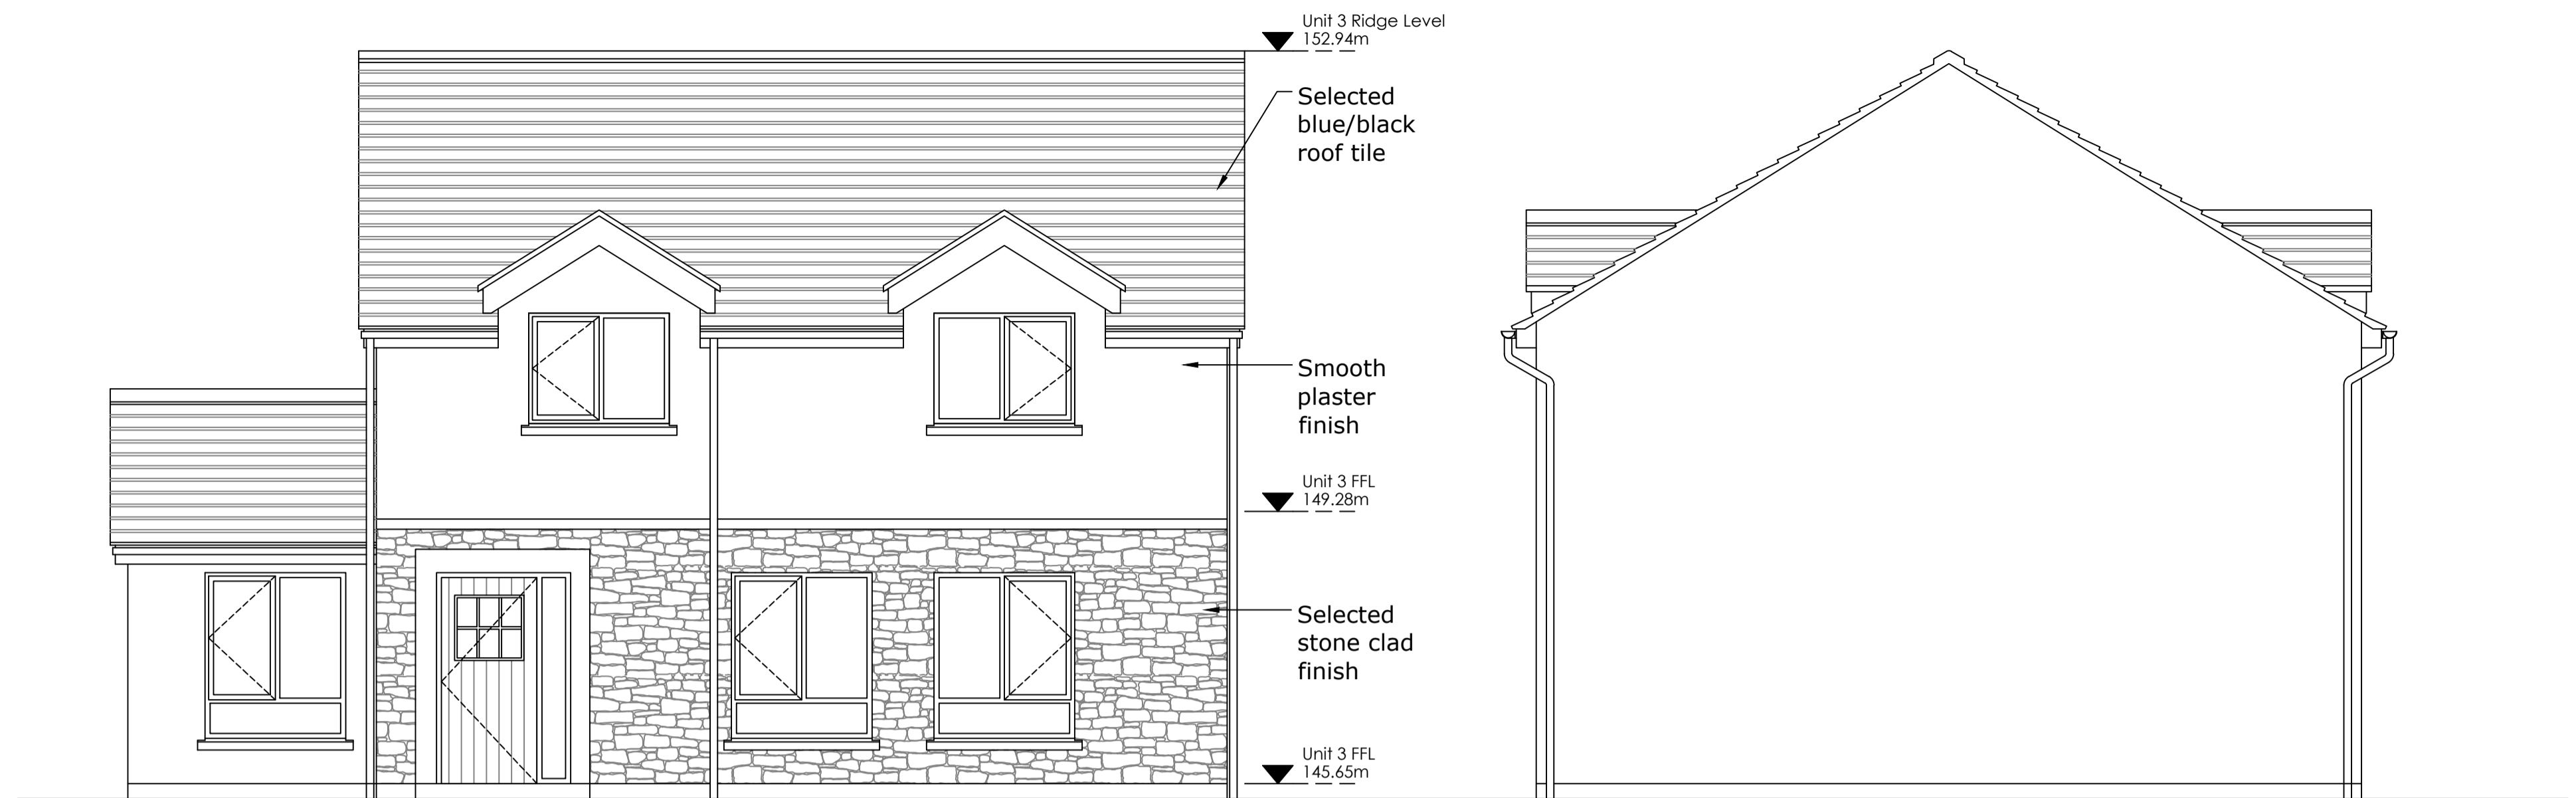 Unit 3 Ridge Level
152.94m
Selected
blue/black
roof tile
Smooth
plaster
finish
Unit 3 FFL
149.28m
Selected
stone clad
finish
Unit 3 FFL
145.65m